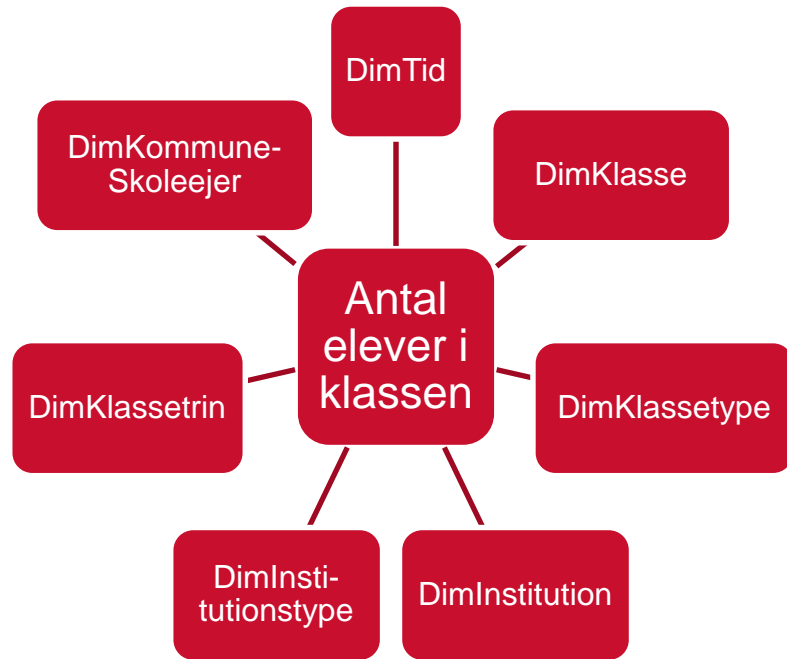 DimTid
DimKommune-
Skoleejer
DimKlasse
Antal
elever i
klassen
DimKlassetrin
DimKlassetype
DimInsti-
tutionstype
DimInstitution